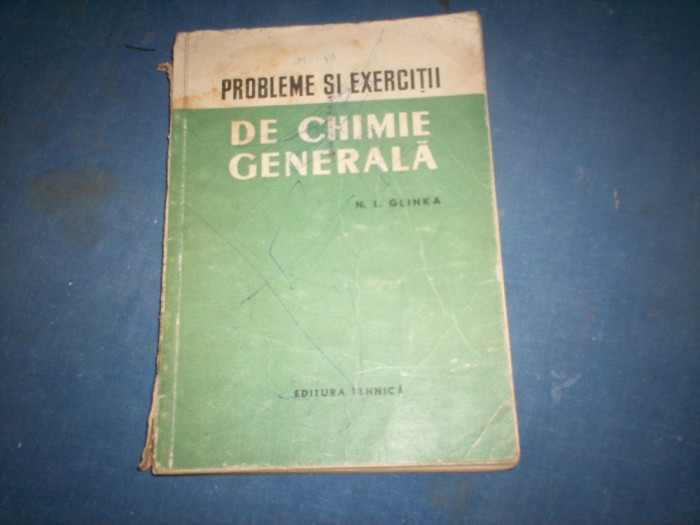 PROBLEME ȘI EXERCIȚII
DE CHIMIE
GENERALĂ
N. L. GLINKA
EDITURA TEHNICĂ